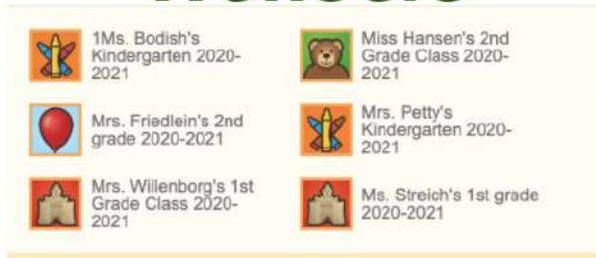 1Ms. Bodish's
Kindergarten 2020-
2021
Miss Hansen's 2nd
Grade Class 2020-
2021
Mrs. Friedlein's 2nd
grade 2020-2021
Mrs. Petty's
Kindergarten 2020-
2021
Mrs. Willenborg's 1st
Grade Class 2020-
2021
Ms. Streich's 1st grade
2020-2021